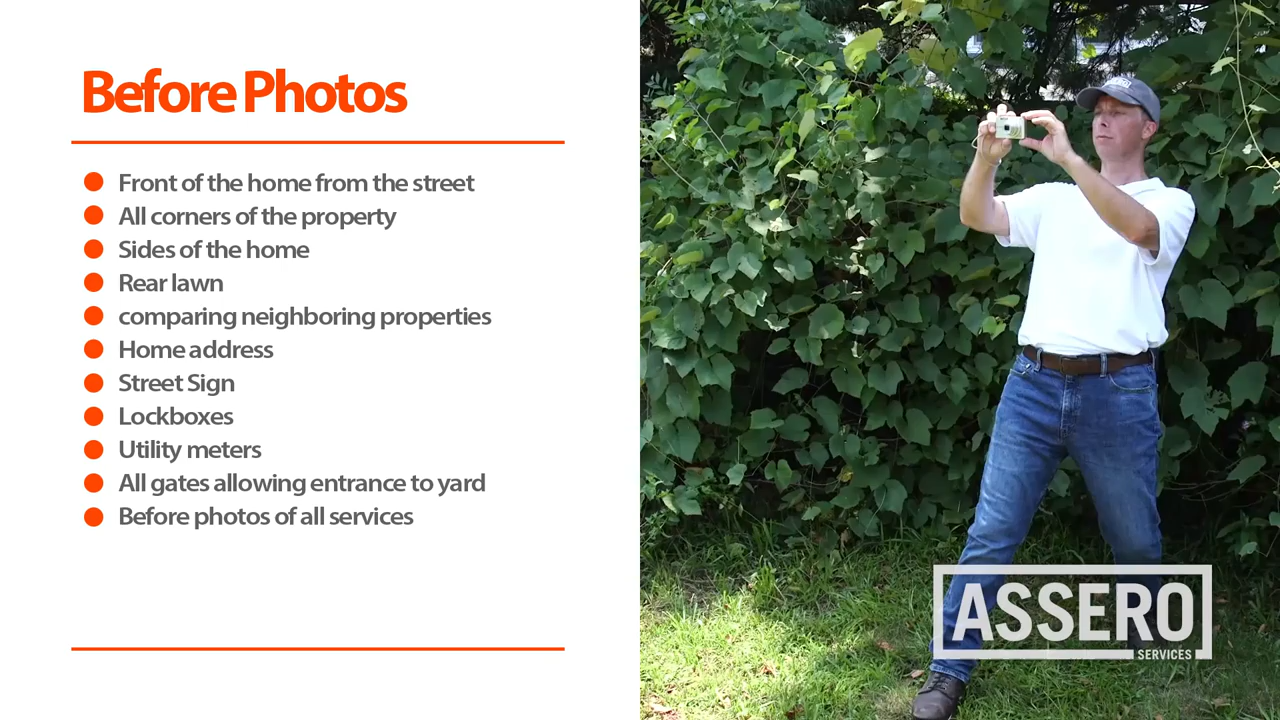 Before Photos
Front of the home from the street
All corners of the property
Sides of the home
Rear lawn
comparing neighboring properties
Home address
Street Sign
Lockboxes
Utility meters
All gates allowing entrance to yard
Before photos of all services
ASSERO
SERVICES